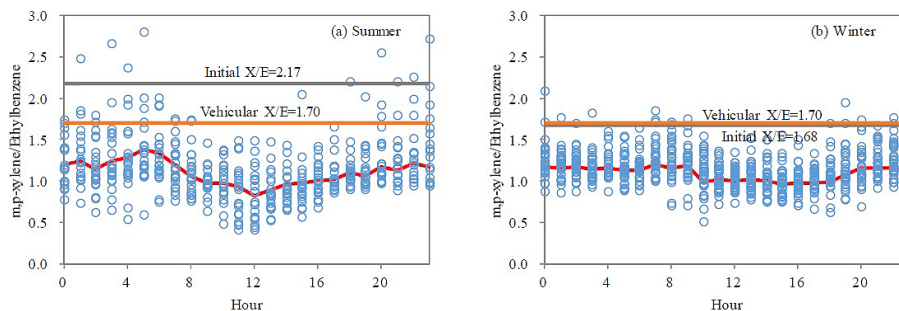 3.0
(a) Summer
2.5
Initial X/E=2.17
2.0
Vehicular X/E=1.70
1.5
1.0
0.5
0.0
m,p-xylene/Ethylbenzene
0 4 8 12 16 20
Hour
3.0
(b) Winter
2.5
2.0
Vehicular X/E=1.70
Initial X/E=1.68
1.5
1.0
0.5
0.0
m,p-xylene/Ethylbenzene
0 4 8 12 16 20
Hour